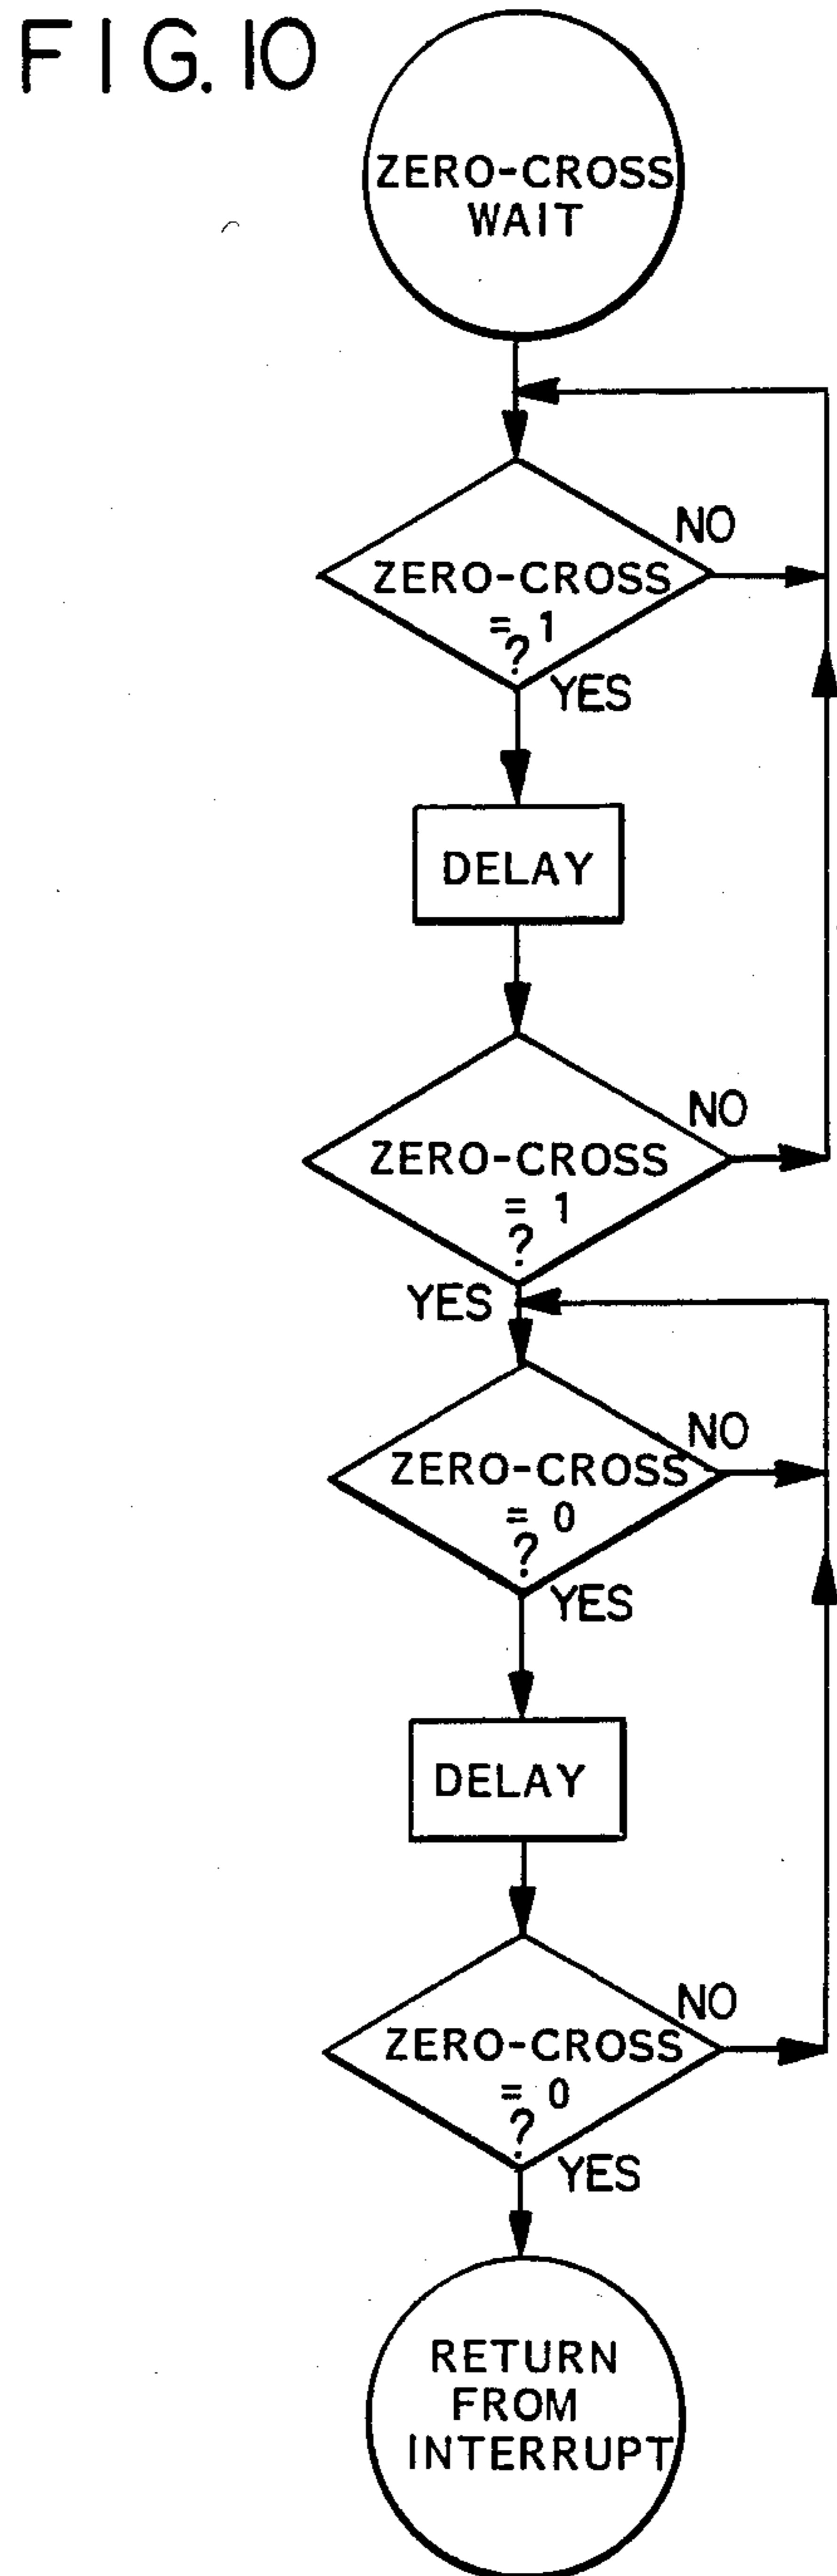 FIG. 10
ZERO-CROSS
WAIT
NO
ZERO-CROSS
= 1
?
YES
DELAY
NO
ZERO-CROSS
= 1
?
YES
NO
ZERO-CROSS
= 0
?
YES
DELAY
NO
ZERO-CROSS
= 0
?
YES
RETURN
FROM
INTERRUPT